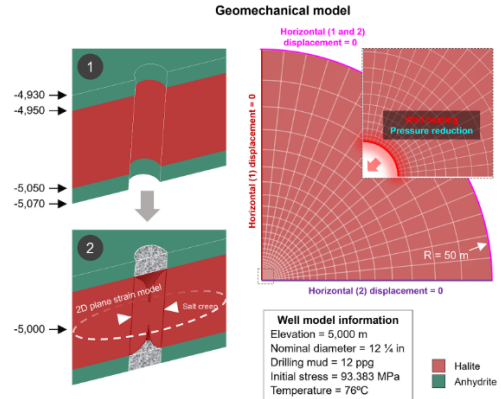 Geomechanical model
1
-4,930
-4,950
-5,050
-5,070
2
2D plane strain model
Salt creep
-5,000
Horizontal (1 and 2)
displacement = 0
Horizontal (1) displacement = 0
Pressure reduction
R = 50 m
Horizontal (2) displacement = 0
Well model information
Elevation = 5,000 m
Nominal diameter = 12 ¼ in
Drilling mud = 12 ppg
Initial stress = 93.383 MPa
Temperature = 76ºC
Halite
Anhydrite